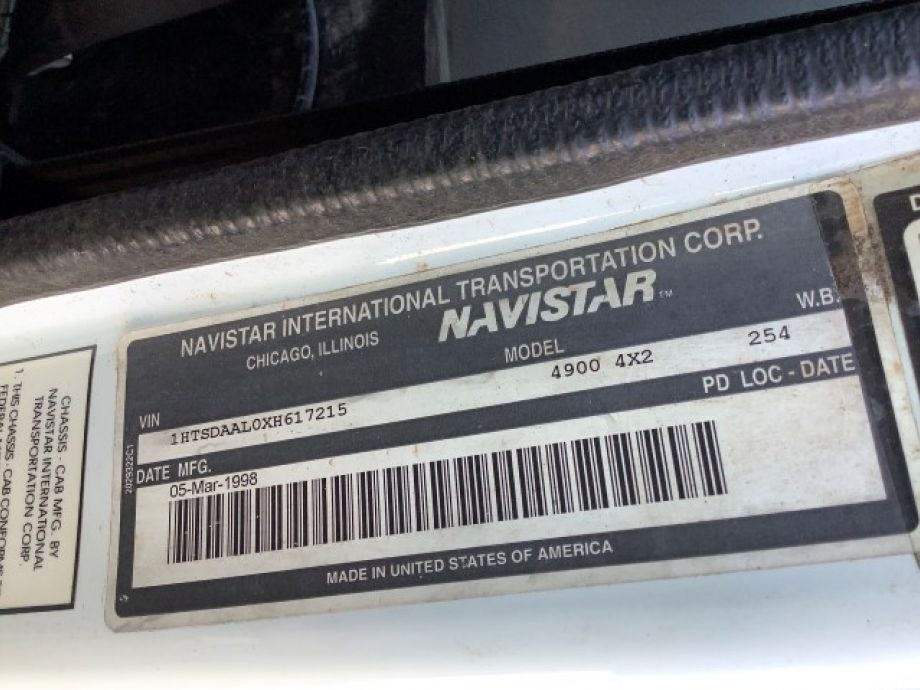 NAVISTAR INTERNATIONAL TRANSPORTATION CORP.
CHICAGO, ILLINOIS NAVISTAR™
MODEL W.B.
4900 4X2 254
VIN PD LOC - DATE
1HTSDAAL0XH617215
DATE MFG.
05-Mar-1998
MADE IN UNITED STATES OF AMERICA
2029322C1
CHASSIS - CAB MFG. BY
NAVISTAR INTERNATIONAL
TRANSPORTATION CORP.
1. THIS CHASSIS - CAB